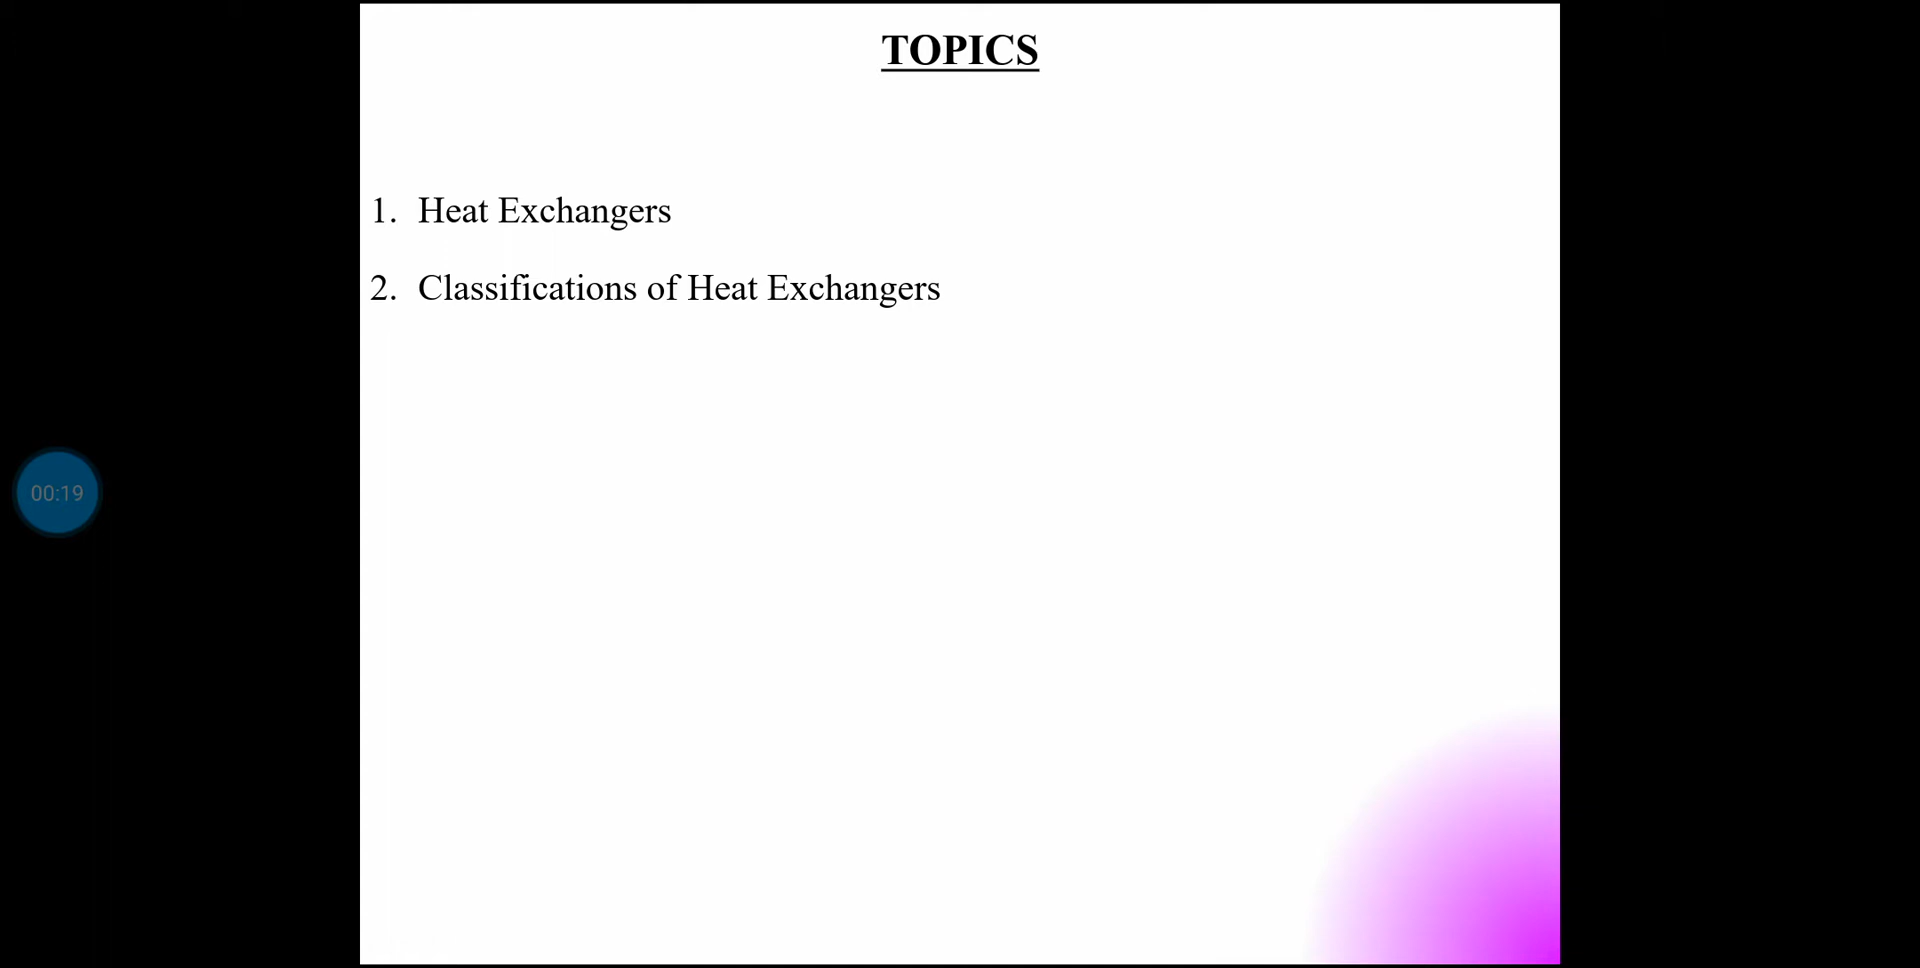 TOPICS
1. Heat Exchangers
2. Classifications of Heat Exchangers
00:19